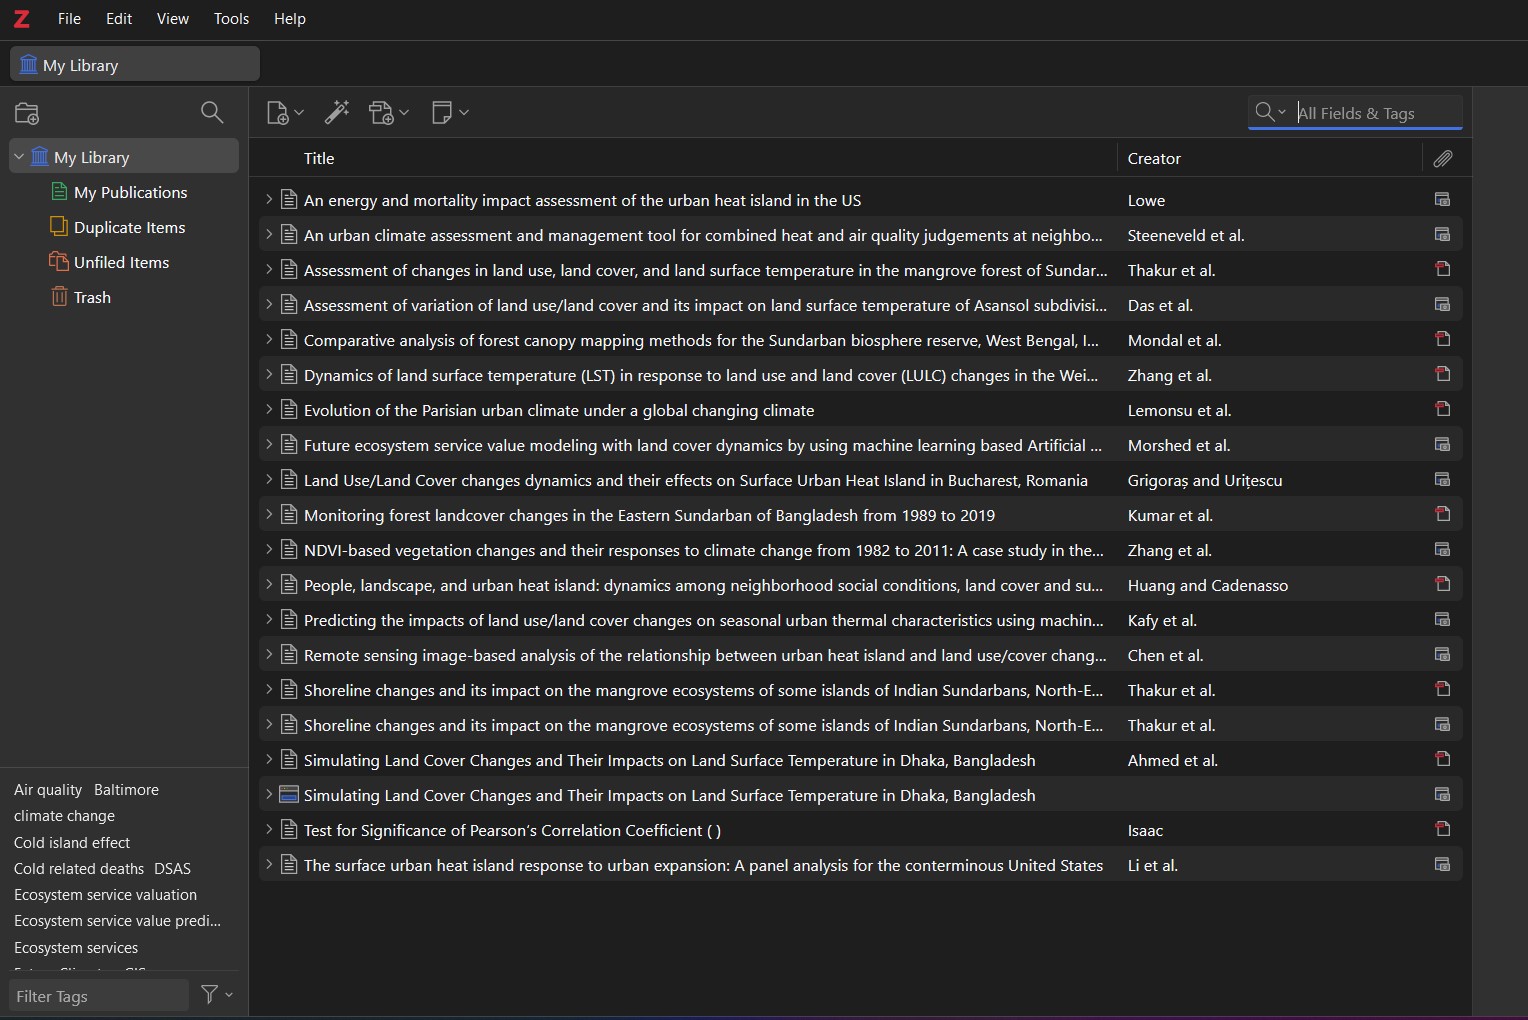 Z File Edit View Tools Help
My Library
All Fields & Tags
My Library
My Publications
Duplicate Items
Unfiled Items
Trash
Title Creator
An energy and mortality impact assessment of the urban heat island in the US Lowe
An urban climate assessment and management tool for combined heat and air quality judgements at neighbo... Steeneveld et al.
Assessment of changes in land use, land cover, and land surface temperature in the mangrove forest of Sundar... Thakur et al.
Assessment of variation of land use/land cover and its impact on land surface temperature of Asansol subdivisi... Das et al.
Comparative analysis of forest canopy mapping methods for the Sundarban biosphere reserve, West Bengal, I... Mondal et al.
Dynamics of land surface temperature (LST) in response to land use and land cover (LULC) changes in the Wei... Zhang et al.
Evolution of the Parisian urban climate under a global changing climate Lemonsu et al.
Future ecosystem service value modeling with land cover dynamics by using machine learning based Artificial ... Morshed et al.
Land Use/Land Cover changes dynamics and their effects on Surface Urban Heat Island in Bucharest, Romania Grigoraș and Urițescu
Monitoring forest landcover changes in the Eastern Sundarban of Bangladesh from 1989 to 2019 Kumar et al.
NDVI-based vegetation changes and their responses to climate change from 1982 to 2011: A case study in the... Zhang et al.
People, landscape, and urban heat island: dynamics among neighborhood social conditions, land cover and su... Huang and Cadenasso
Predicting the impacts of land use/land cover changes on seasonal urban thermal characteristics using machin... Kafy et al.
Remote sensing image-based analysis of the relationship between urban heat island and land use/cover chang... Chen et al.
Shoreline changes and its impact on the mangrove ecosystems of some islands of Indian Sundarbans, North-E... Thakur et al.
Shoreline changes and its impact on the mangrove ecosystems of some islands of Indian Sundarbans, North-E... Thakur et al.
Simulating Land Cover Changes and Their Impacts on Land Surface Temperature in Dhaka, Bangladesh Ahmed et al.
Simulating Land Cover Changes and Their Impacts on Land Surface Temperature in Dhaka, Bangladesh
Test for Significance of Pearson's Correlation Coefficient ( ) Isaac
The surface urban heat island response to urban expansion: A panel analysis for the conterminous United States Li et al.
Air quality Baltimore
climate change
Cold island effect
Cold related deaths DSAS
Ecosystem service valuation
Ecosystem service value predi...
Ecosystem services
Filter Tags